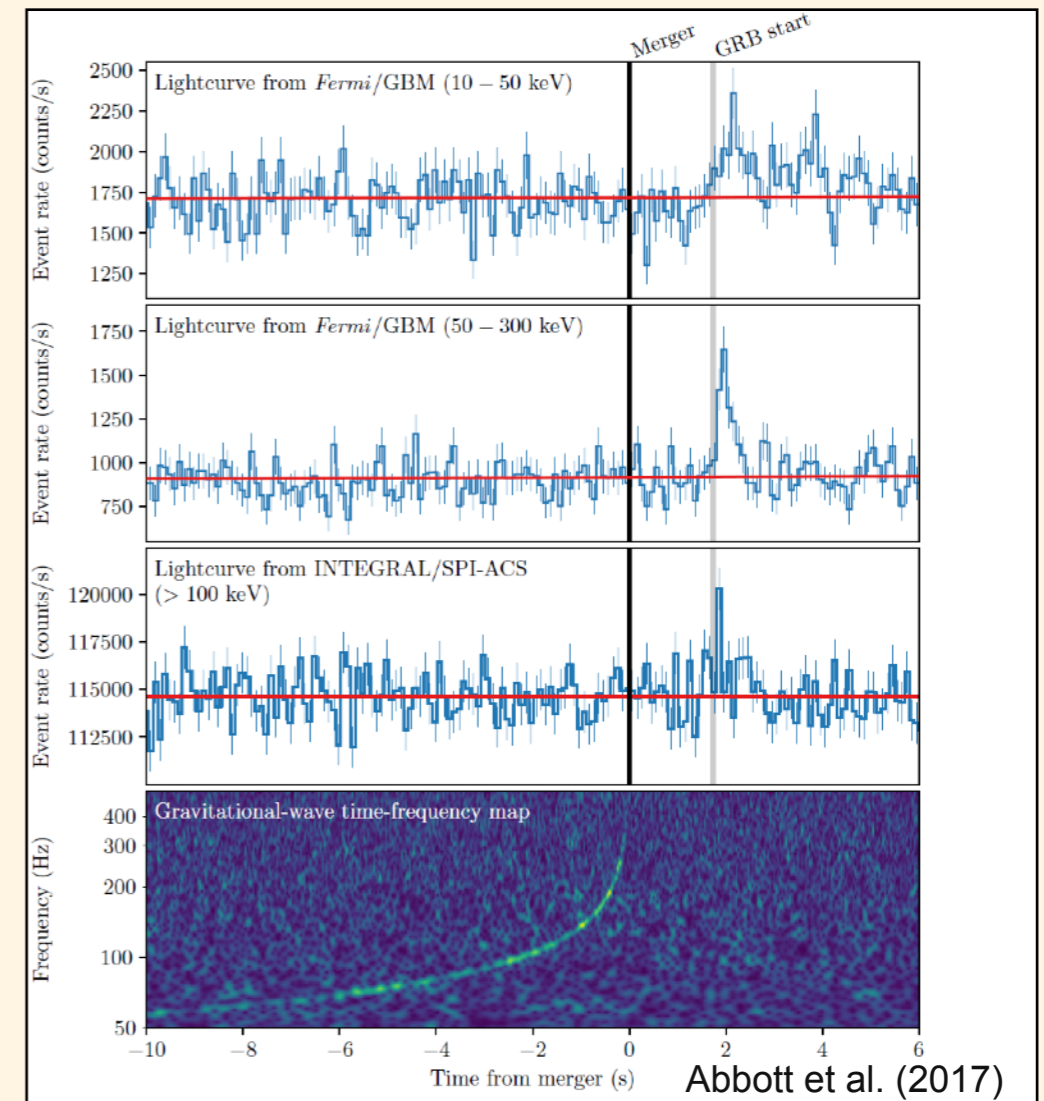 Merger
GRB start
Event rate (counts/s)
2500
2250
2000
1750
1500
1250
Lightcurve from Fermi/GBM (10 – 50 keV)
Event rate (counts/s)
1750
1500
1250
1000
750
Lightcurve from Fermi/GBM (50 – 300 keV)
Event rate (counts/s)
120000
117500
115000
112500
Lightcurve from INTEGRAL/SPI-ACS
(> 100 keV)
Frequency (Hz)
400
300
200
100
50
Gravitational-wave time-frequency map
−10 −8 −6 −4 −2 0 2 4 6
Time from merger (s)
Abbott et al. (2017)